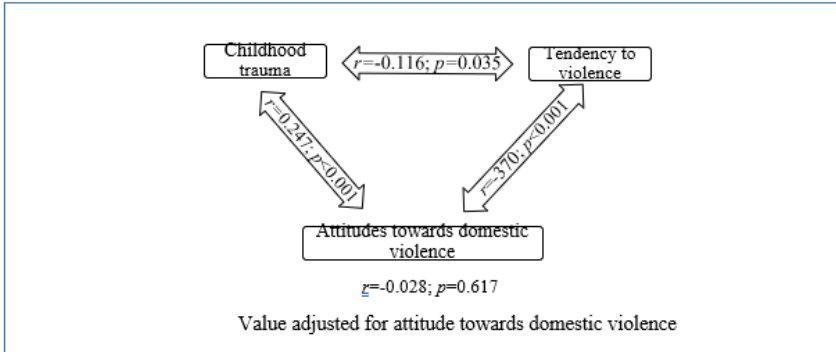 Childhood
trauma
r=-0.116; p=0.035
Tendency to
violence
r=0.247; p<0.001
r=-370; p<0.001
Attitudes towards domestic
violence
r=-0.028; p=0.617
Value adjusted for attitude towards domestic violence